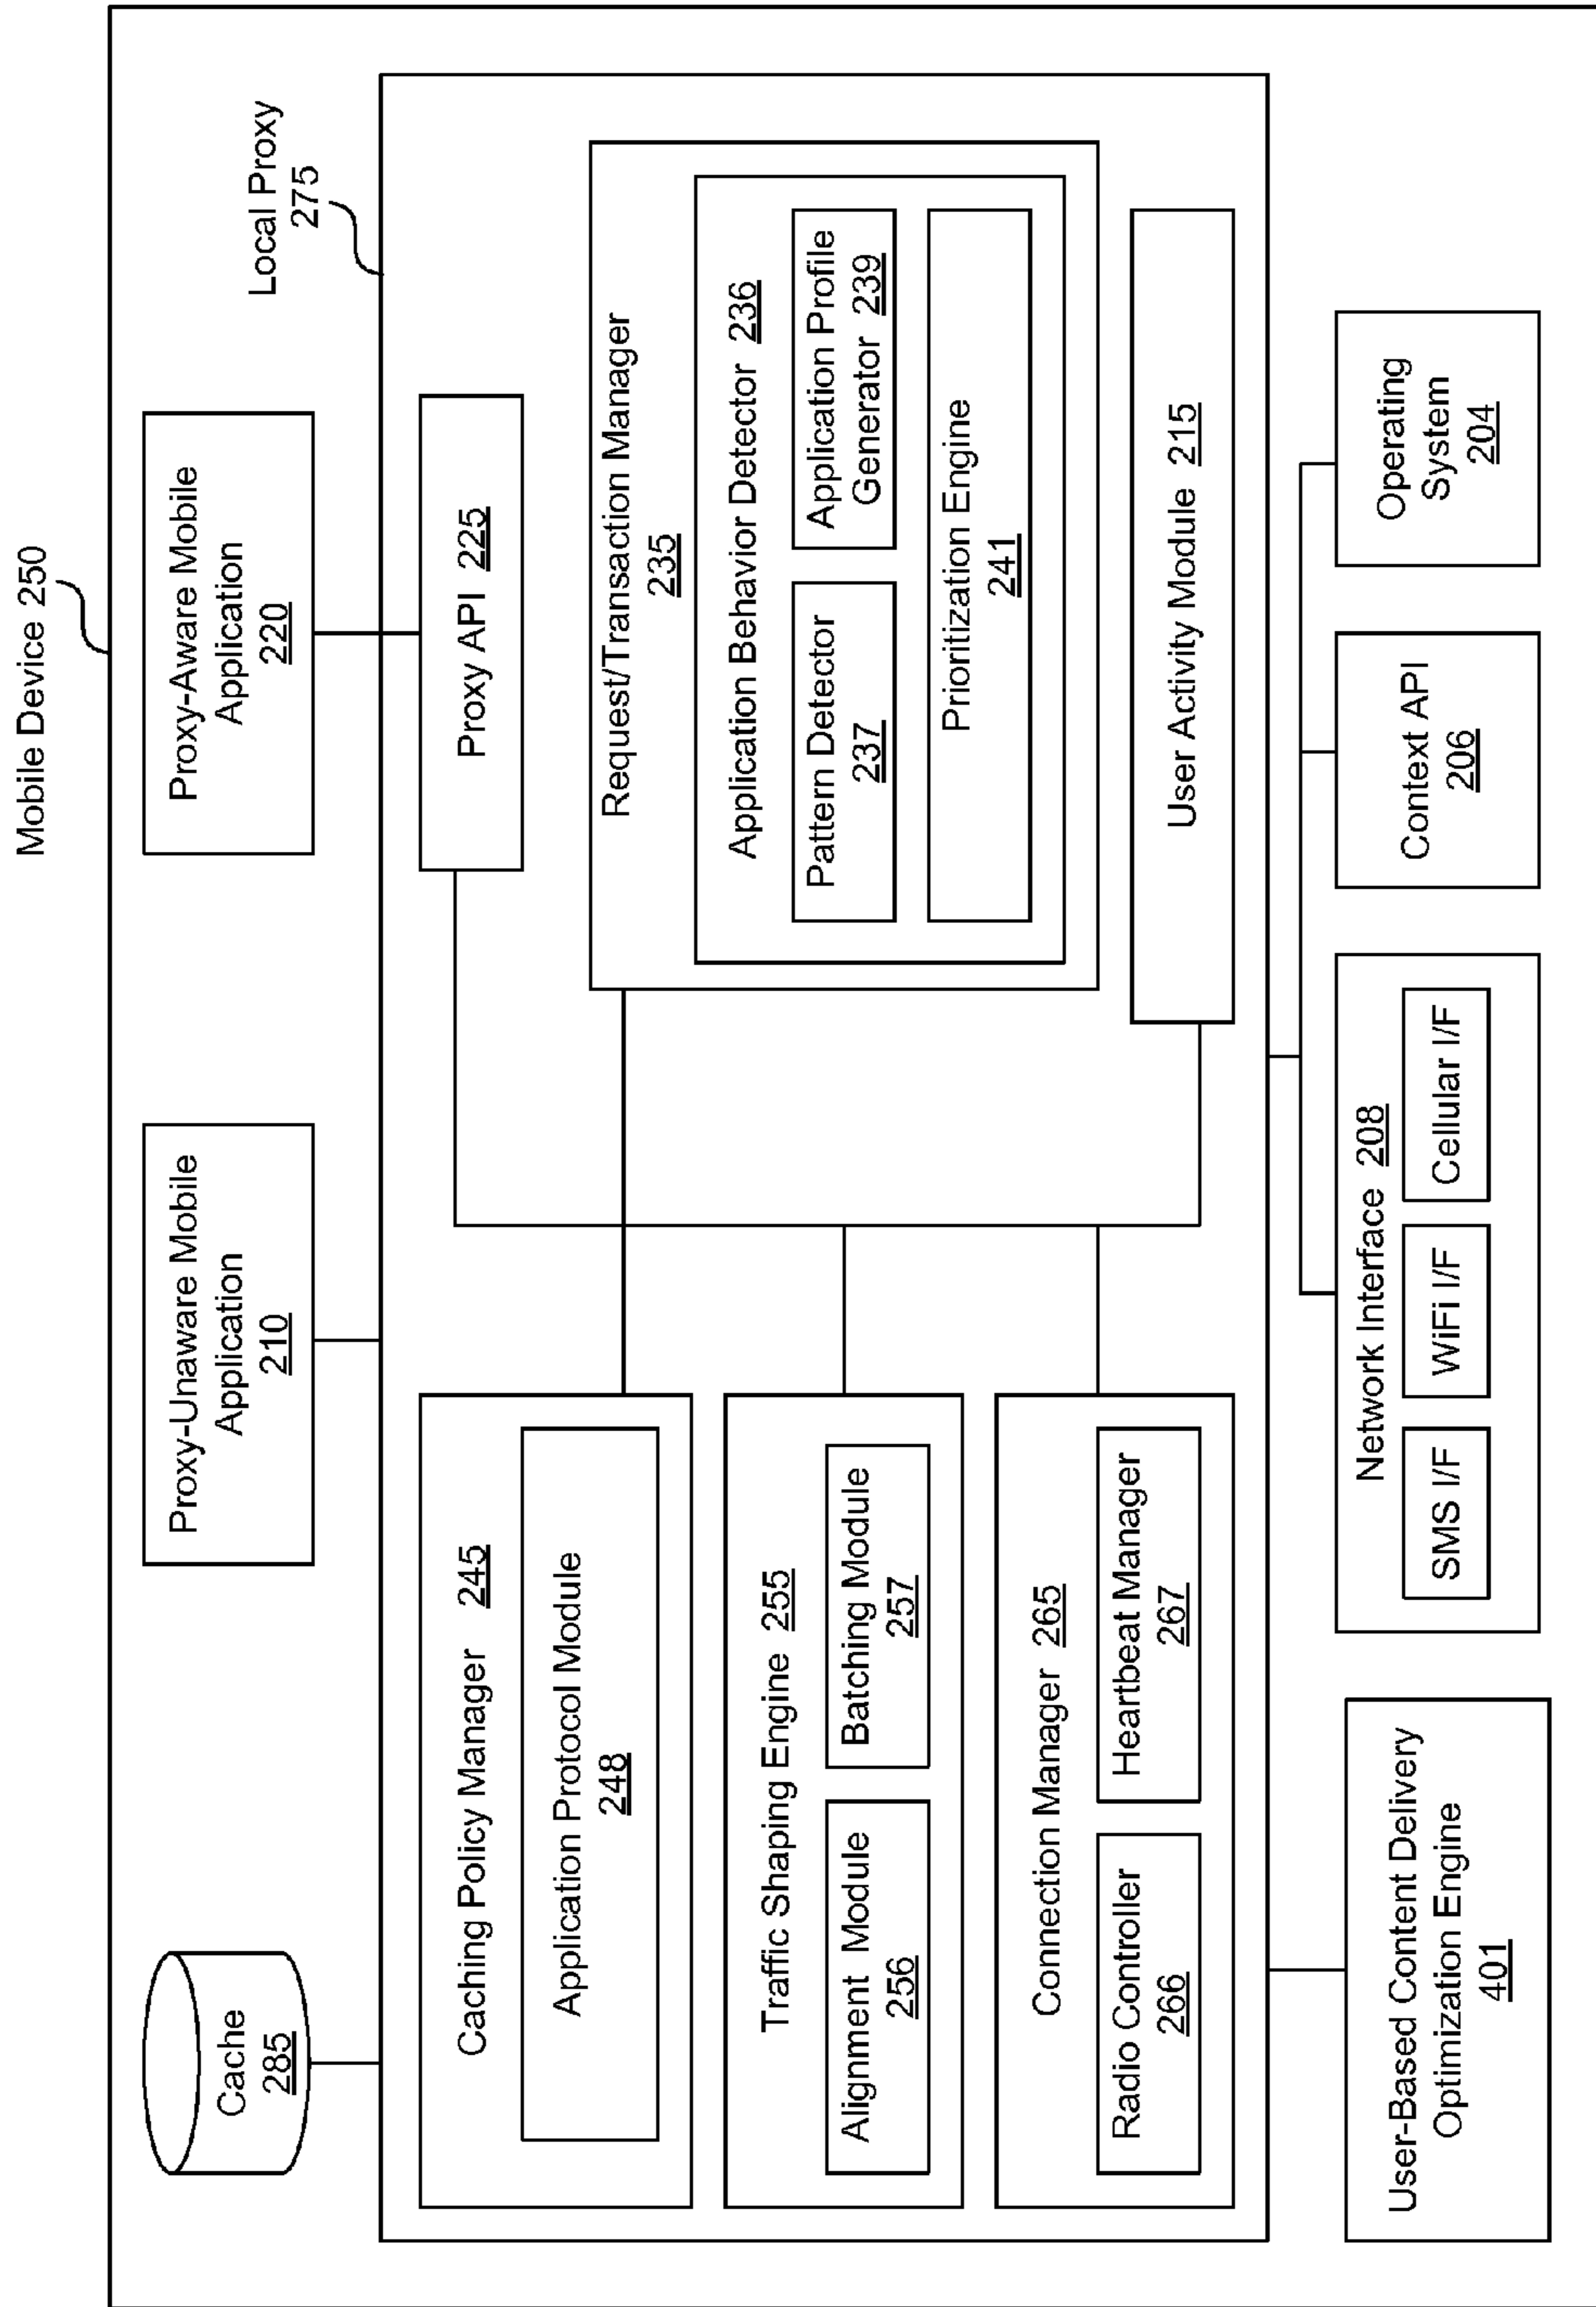 Mobile Device 250
Cache
285
Proxy-Unaware Mobile
Application
210
Proxy-Aware Mobile
Application
220
Local Proxy
275
Caching Policy Manager 245
Application Protocol Module
248
Traffic Shaping Engine 255
Alignment Module
256
Batching Module
257
Connection Manager 265
Radio Controller
266
Heartbeat Manager
267
Proxy API 225
Request/Transaction Manager
235
Application Behavior Detector 236
Pattern Detector
237
Application Profile
Generator 239
Prioritization Engine
241
User Activity Module 215
User-Based Content Delivery
Optimization Engine
401
Network Interface 208
SMS I/F
WiFi I/F
Cellular I/F
Context API
206
Operating
System
204